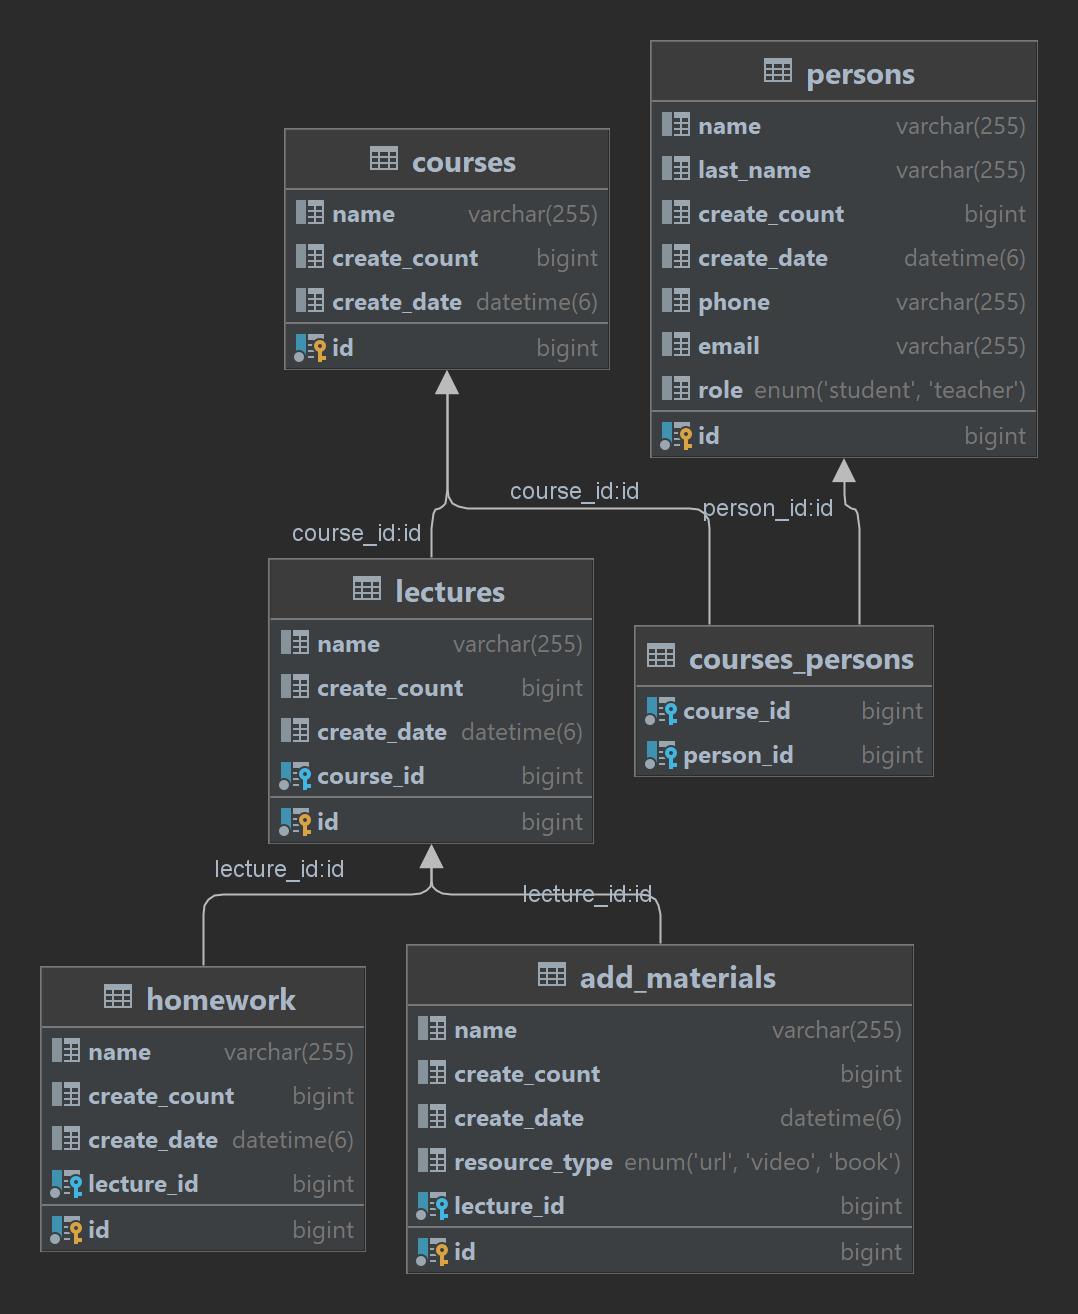 persons
name varchar(255)
last_name varchar(255)
create_count bigint
create_date datetime(6)
phone varchar(255)
email varchar(255)
role enum('student', 'teacher')
id bigint
courses
name varchar(255)
create_count bigint
create_date datetime(6)
id bigint
course_id:id
person_id:id
course_id:id
lectures
name varchar(255)
create_count bigint
create_date datetime(6)
course_id bigint
id bigint
courses_persons
course_id bigint
person_id bigint
lecture_id:id
lecture_id:id
homework
name varchar(255)
create_count bigint
create_date datetime(6)
lecture_id bigint
id bigint
add_materials
name varchar(255)
create_count bigint
create_date datetime(6)
resource_type enum('url', 'video', 'book')
lecture_id bigint
id bigint